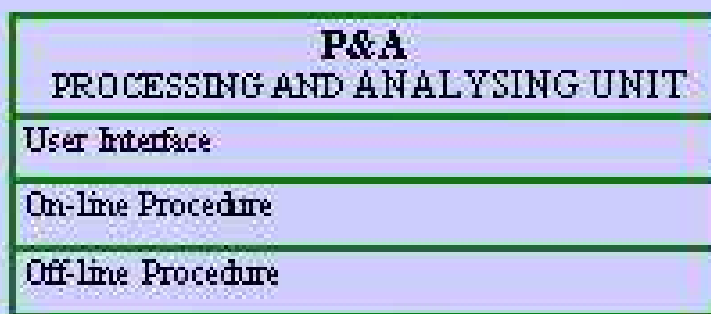 P&A
PROCESSING AND ANALYSING UNIT
User Interface
On-line Procedure
Off-line Procedure